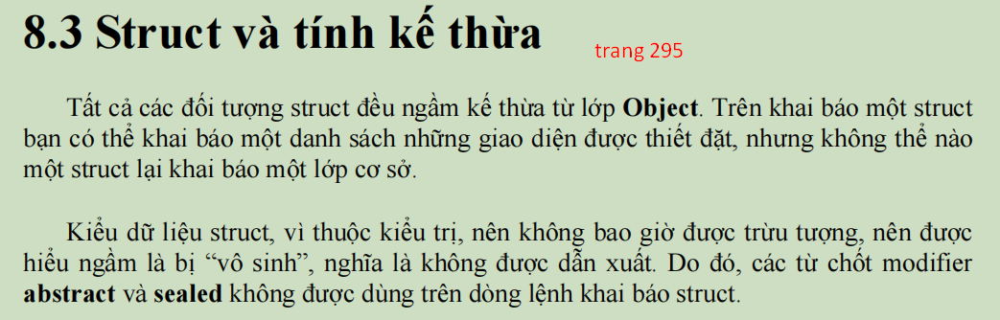 8.3 Struct và tính kế thừa
trang 295
Tất cả các đối tượng struct đều ngầm kế thừa từ lớp Object. Trên khai báo một struct
bạn có thể khai báo một danh sách những giao diện được thiết đặt, nhưng không thể nào
một struct lại khai báo một lớp cơ sở.
Kiểu dữ liệu struct, vì thuộc kiểu trị, nên không bao giờ được trừu tượng, nên được
hiểu ngầm là bị “vô sinh”, nghĩa là không được dẫn xuất. Do đó, các từ chốt modifier
abstract và sealed không được dùng trên dòng lệnh khai báo struct.